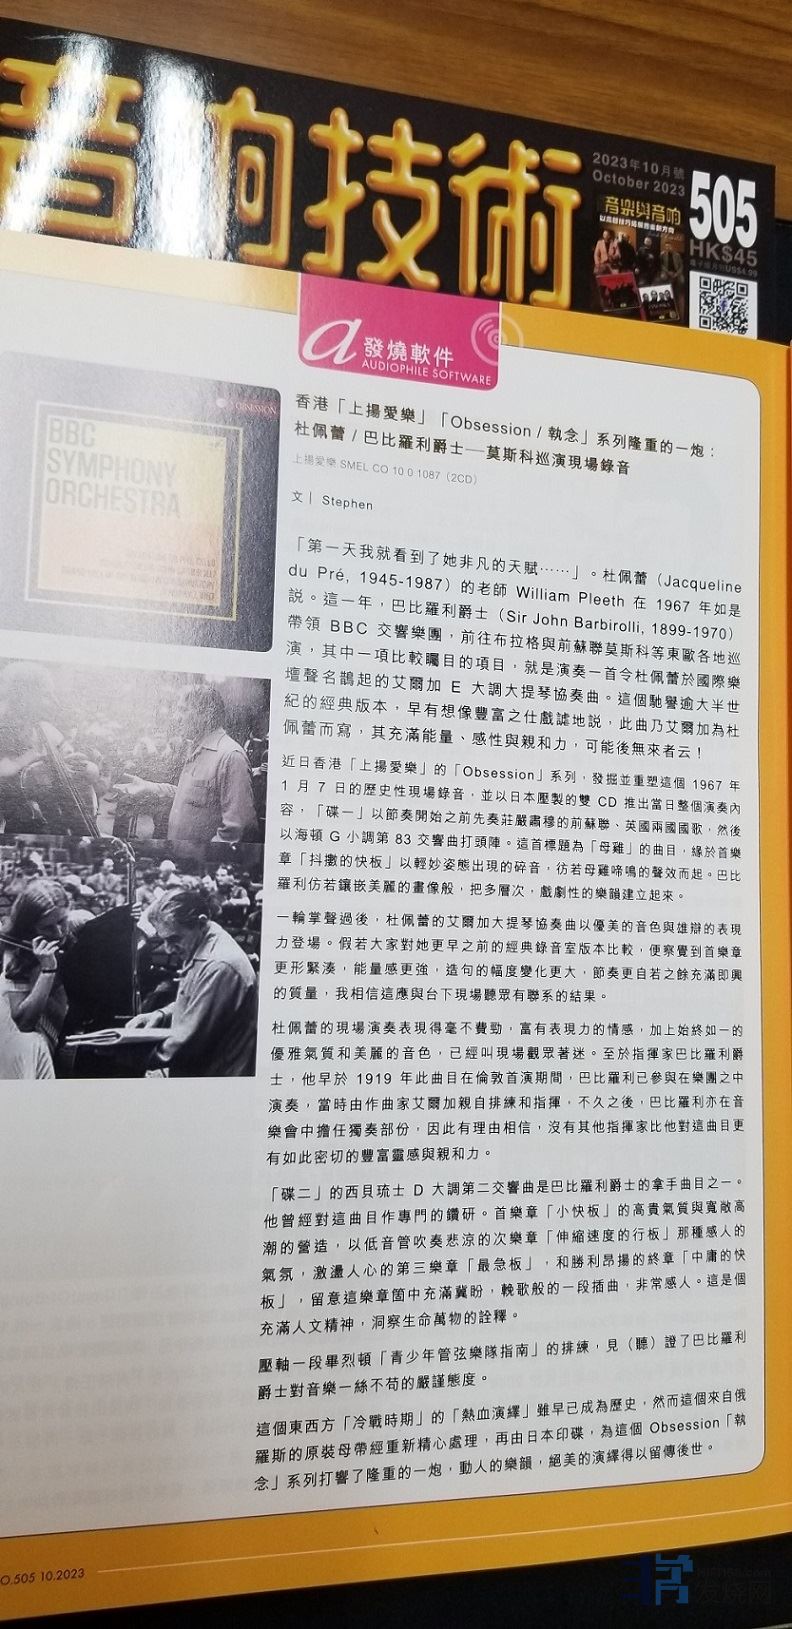 音响技術
2023年10月號
October 2023
505
HK$45
音樂與音响
a 發燒軟件
AUDIOPHILE SOFTWARE
OBSESSION
BBC
SYMPHONY
ORCHESTRA
香港「上揚愛樂」「Obsession / 執念」系列隆重的一炮：
杜佩蕾 / 巴比羅利爵士──莫斯科巡演現場錄音
上揚愛樂 SMEL CO 10 0 1087（2CD）
文｜ Stephen
「第一天我就看到了她非凡的天賦⋯⋯」。杜佩蕾（Jacqueline
du Pré, 1945-1987）的老師 William Pleeth 在 1967 年如是
説。這一年，巴比羅利爵士（Sir John Barbirolli, 1899-1970）
帶領 BBC 交響樂團，前往布拉格與前蘇聯莫斯科等東歐各地巡
演，其中一項比較矚目的項目，就是演奏一首令杜佩蕾於國際樂
壇聲名鵲起的艾爾加 E 大調大提琴協奏曲。這個馳譽逾大半世
紀的經典版本，早有想像豐富之仕戲謔地説，此曲乃艾爾加為杜
佩蕾而寫，其充滿能量、感性與親和力，可能後無來者云！
近日香港「上揚愛樂」的「Obsession」系列，發掘並重塑這個 1967 年
1 月 7 日的歷史性現場錄音，並以日本壓製的雙 CD 推出當日整個演奏內
容，「碟一」以節奏開始之前先奏莊嚴肅穆的前蘇聯、英國兩國國歌，然後
以海頓 G 小調第 83 交響曲打頭陣。這首標題為「母雞」的曲目，緣於首樂
章「抖擻的快板」以輕妙姿態出現的碎音，彷若母雞啼鳴的聲效而起。巴比
羅利仿若鑲嵌美麗的畫像般，把多層次，戲劇性的樂韻建立起來。
一輪掌聲過後，杜佩蕾的艾爾加大提琴協奏曲以優美的音色與雄辯的表現
力登場。假若大家對她更早之前的經典錄音室版本比較，便察覺到首樂章
更形緊湊，能量感更強，造句的幅度變化更大，節奏更自若之餘充滿即興
的質量，我相信這應與台下現場聽眾有聯系的結果。
杜佩蕾的現場演奏表現得毫不費勁，富有表現力的情感，加上始終如一的
優雅氣質和美麗的音色，已經叫現場觀眾著迷。至於指揮家巴比羅利爵
士，他早於 1919 年此曲目在倫敦首演期間，巴比羅利已參與在樂團之中
演奏，當時由作曲家艾爾加親自排練和指揮，不久之後，巴比羅利亦在音
樂會中擔任獨奏部份，因此有理由相信，沒有其他指揮家比他對這曲目更
有如此密切的豐富靈感與親和力。
「碟二」的西貝琉士 D 大調第二交響曲是巴比羅利爵士的拿手曲目之一。
他曾經對這曲目作專門的鑽研。首樂章「小快板」的高貴氣質與寬敞高
潮的營造，以低音管吹奏悲涼的次樂章「伸縮速度的行板」那種感人的
氣氛，激盪人心的第三樂章「最急板」，和勝利昂揚的終章「中庸的快
板」，留意這樂章箇中充滿冀盼，輓歌般的一段插曲，非常感人。這是個
充滿人文精神，洞察生命萬物的詮釋。
壓軸一段畢烈頓「青少年管弦樂隊指南」的排練，見（聽）證了巴比羅利
爵士對音樂一絲不苟的嚴謹態度。
這個東西方「冷戰時期」的「熱血演繹」雖早已成為歷史，然而這個來自俄
羅斯的原裝母帶經重新精心處理，再由日本印碟，為這個 Obsession「執
念」系列打響了隆重的一炮，動人的樂韻，絕美的演繹得以留傳後世。
O.505 10.2023
发烧网